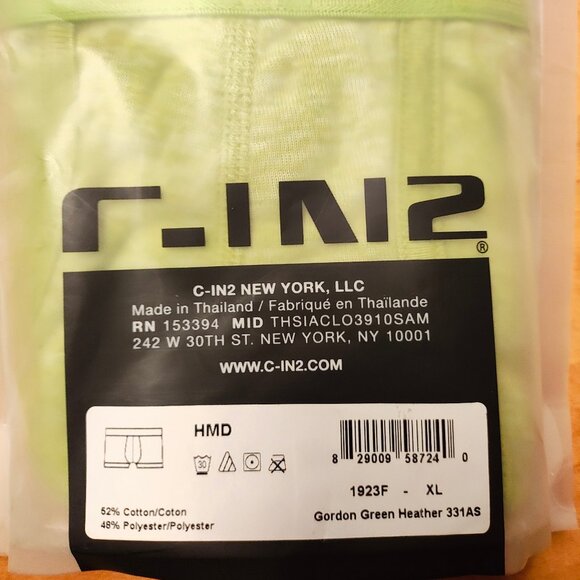 C-IN2®
C-IN2 NEW YORK, LLC
Made in Thailand / Fabriqué en Thaïlande
RN 153394 MID THSIACLO3910SAM
242 W 30TH ST. NEW YORK, NY 10001
WWW.C-IN2.COM
HMD
30
52% Cotton/Coton
48% Polyester/Polyester
8 29009 58724 0
1923F - XL
Gordon Green Heather 331AS